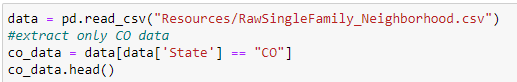 data = pd.read_csv("Resources/RawSingleFamily_Neighborhood.csv")
#extract only CO data
co_data = data[data['State'] == "CO"]
co_data.head()